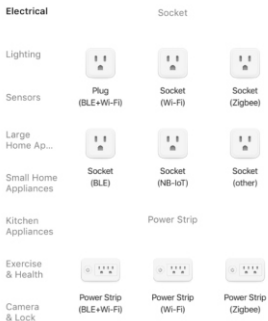 Electrical
Lighting
Sensors
Large
Home Ap...
Small Home
Appliances
Kitchen
Appliances
Exercise
& Health
Camera
& Lock
Socket
Plug
(BLE+Wi-Fi)
Socket
(Wi-Fi)
Socket
(Zigbee)
Socket
(BLE)
Socket
(NB-IoT)
Socket
(other)
Power Strip
Power Strip
(BLE+Wi-Fi)
Power Strip
(Wi-Fi)
Power Strip
(Zigbee)